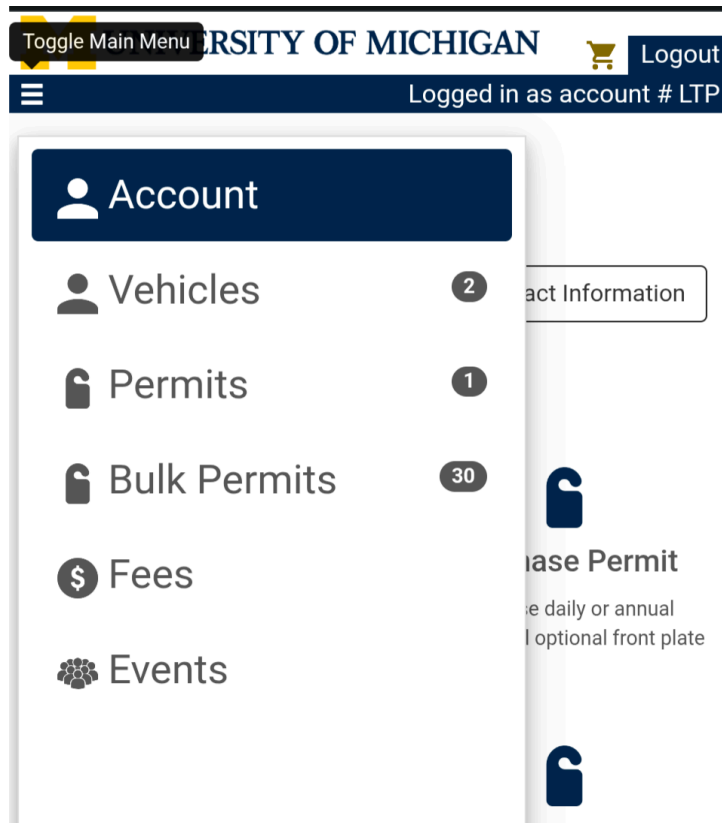 Toggle Main Menu
ERSITY OF MICHIGAN
Logout
Logged in as account # LTP
Account
Vehicles 2
act Information
Permits 1
Bulk Permits 30
Fees
hase Permit
e daily or annual
optional front plate
Events